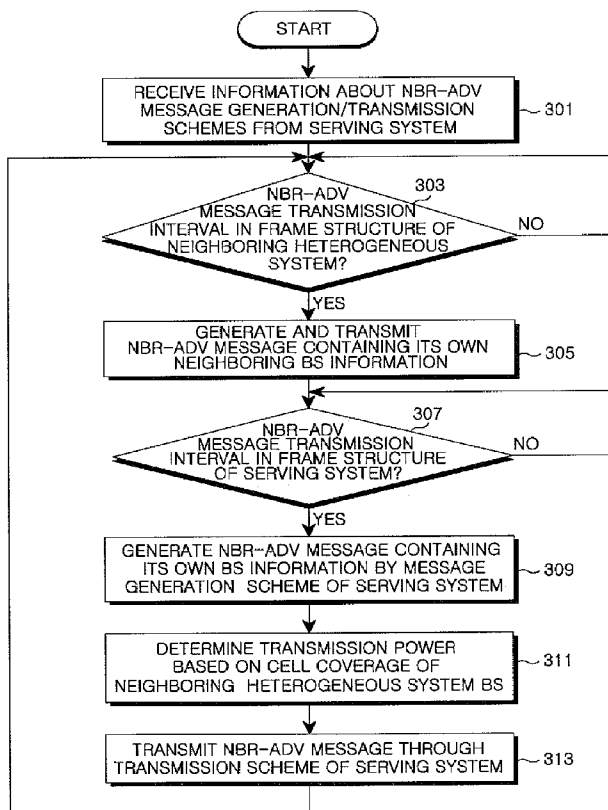 START
RECEIVE INFORMATION ABOUT NBR-ADV
MESSAGE GENERATION/TRANSMISSION
SCHEMES FROM SERVING SYSTEM
301
303
NBR-ADV
MESSAGE TRANSMISSION
INTERVAL IN FRAME STRUCTURE OF
NEIGHBORING HETEROGENEOUS
SYSTEM?
NO
YES
GENERATE AND TRANSMIT
NBR-ADV MESSAGE CONTAINING ITS OWN
NEIGHBORING BS INFORMATION
305
307
NBR-ADV
MESSAGE TRANSMISSION
INTERVAL IN FRAME STRUCTURE
OF SERVING SYSTEM?
NO
YES
GENERATE NBR-ADV MESSAGE CONTAINING
ITS OWN BS INFORMATION BY MESSAGE
GENERATION SCHEME OF SERVING SYSTEM
309
DETERMINE TRANSMISSION POWER
BASED ON CELL COVERAGE OF
NEIGHBORING HETEROGENEOUS SYSTEM BS
311
TRANSMIT NBR-ADV MESSAGE THROUGH
TRANSMISSION SCHEME OF SERVING SYSTEM
313